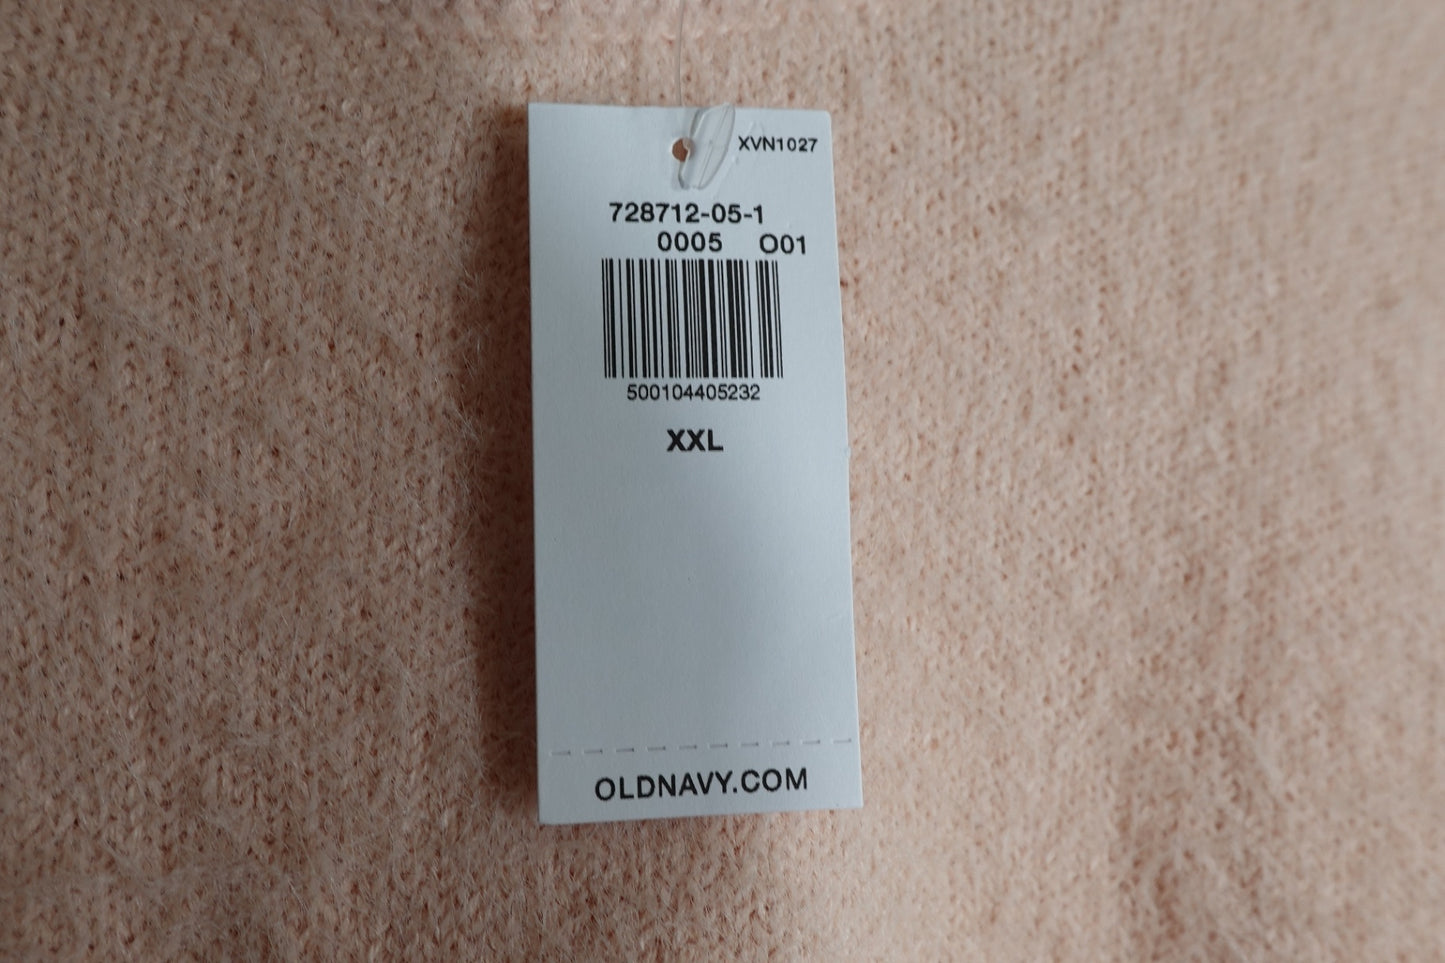 XVN1027
728712-05-1
0005 O01
500104405232
XXL
OLDNAVY.COM